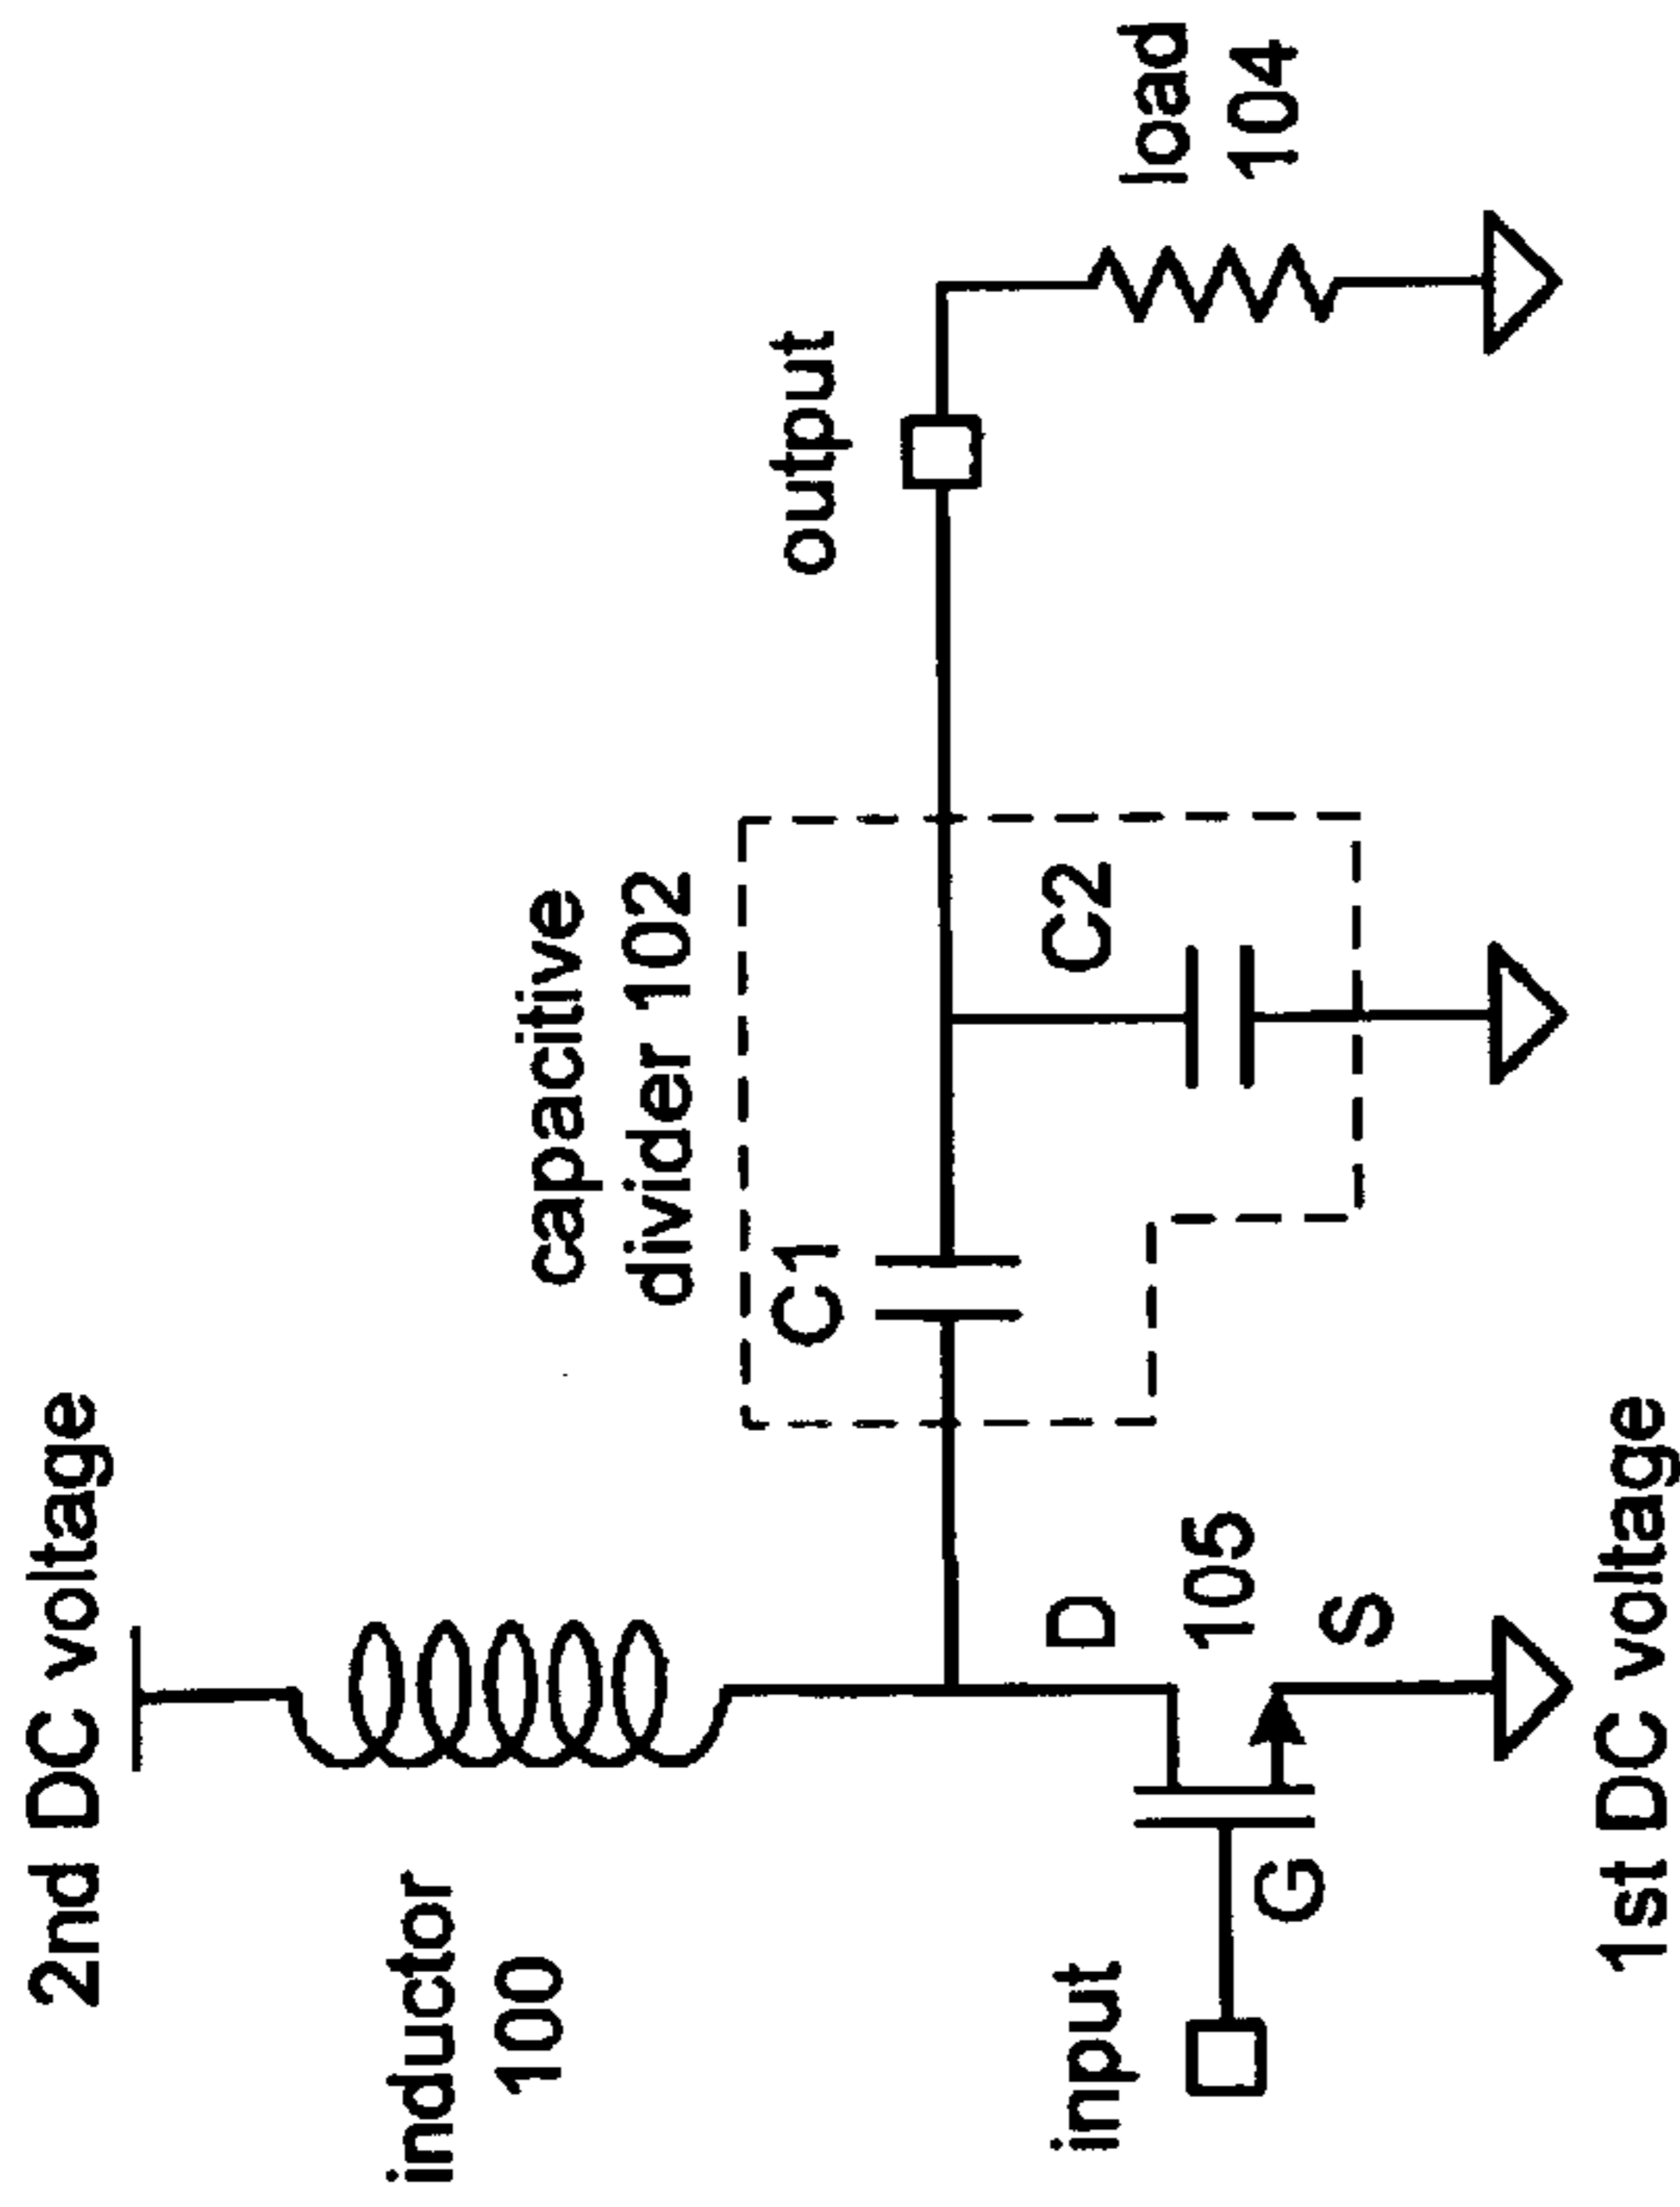 2nd DC voltage
inductor
100
capacitive
divider 102
C1
C2
output
load
104
input
G
D
105
S
1st DC voltage